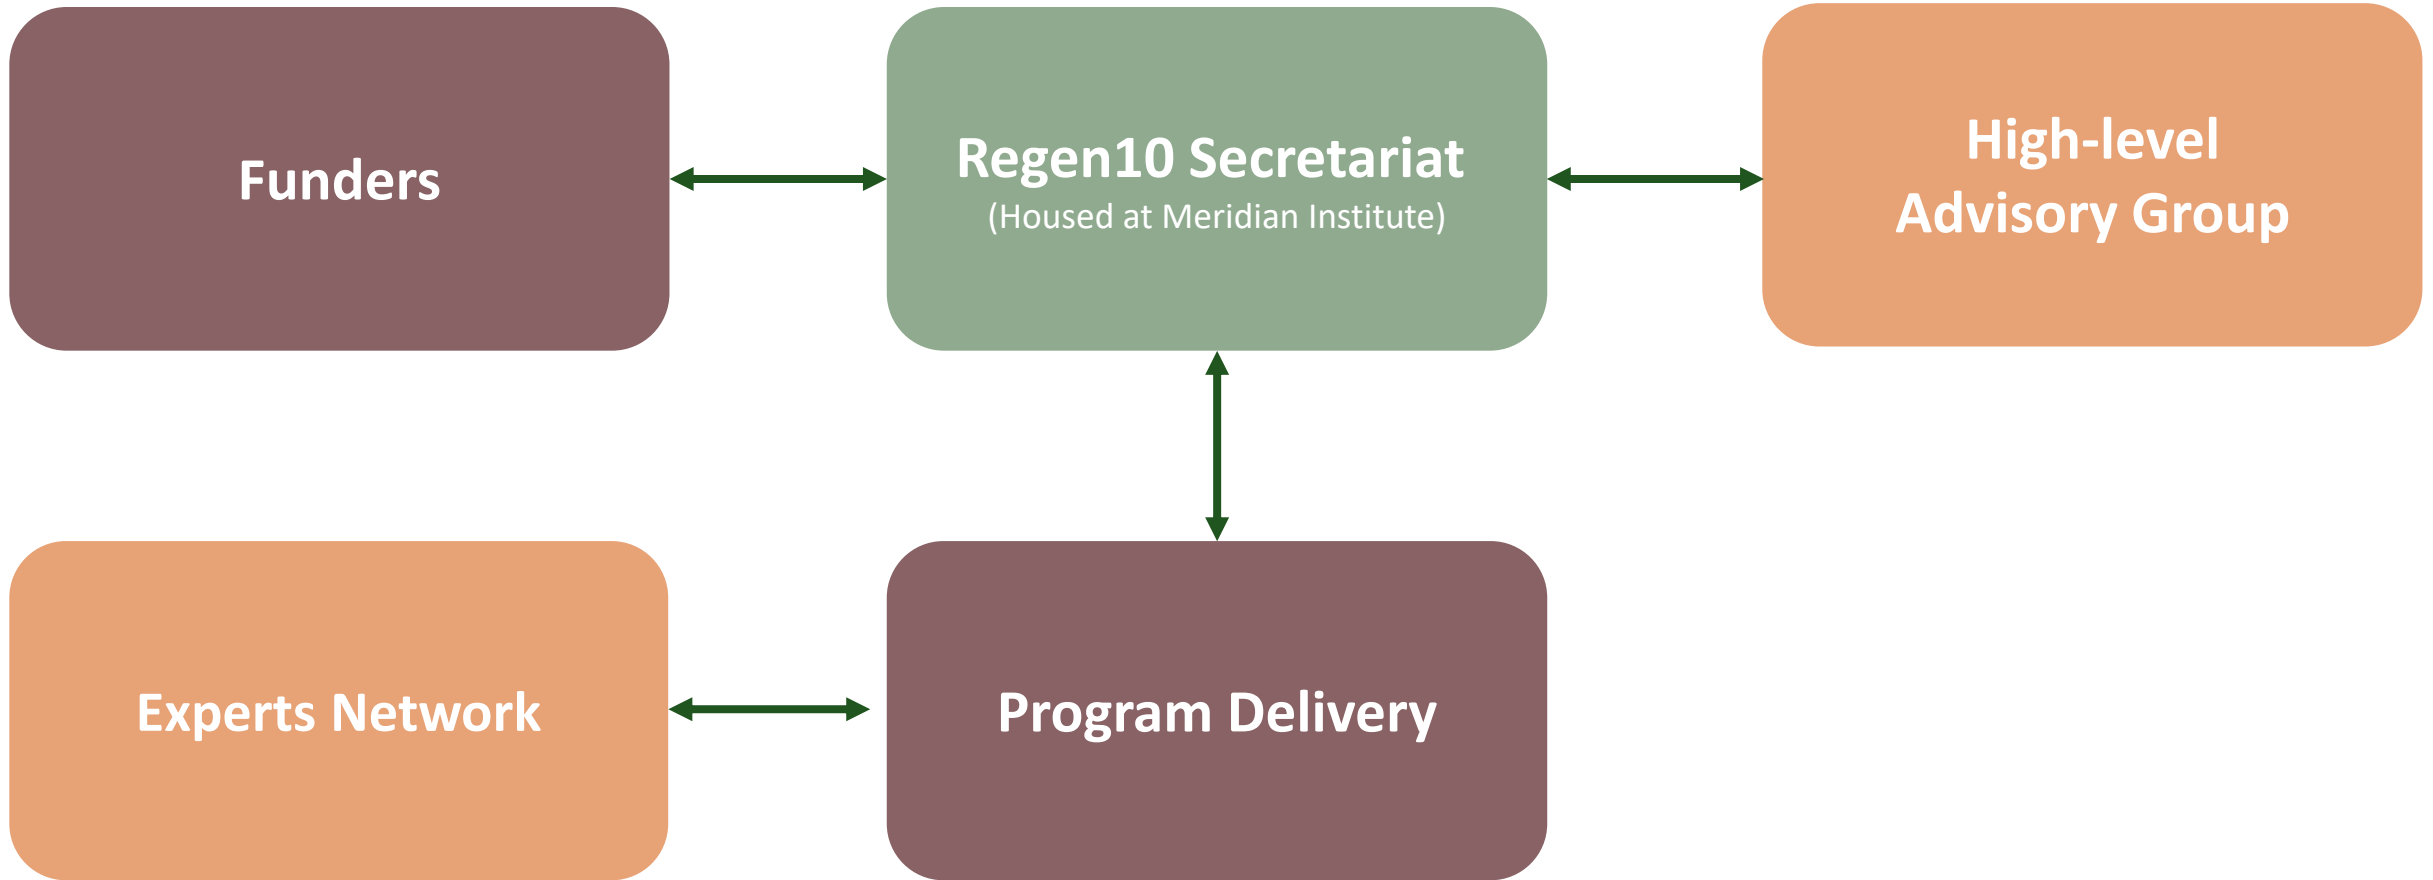 Funders
Regen10 Secretariat
(Housed at Meridian Institute)
High-level
Advisory Group
Experts Network
Program Delivery